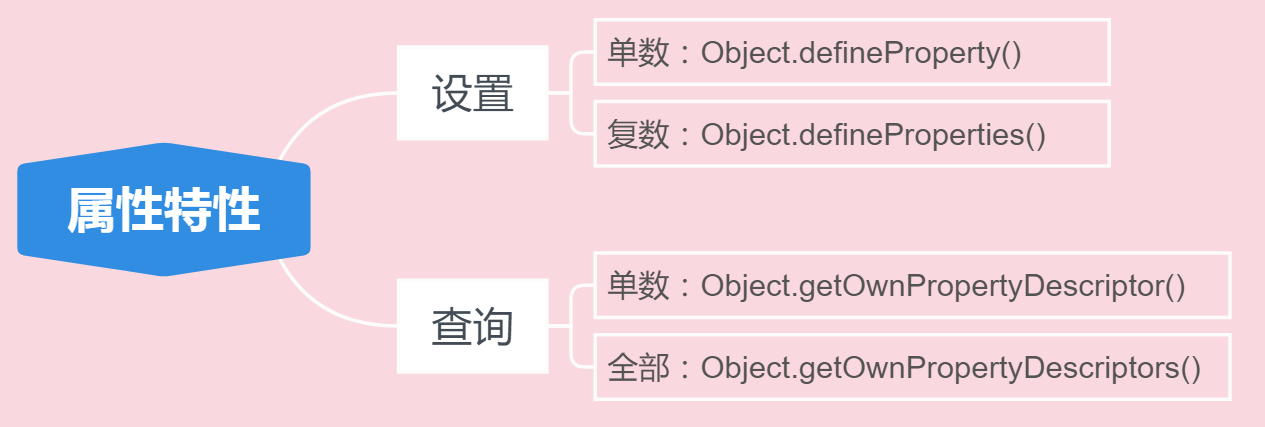 属性特性
设置
单数：Object.defineProperty()
复数：Object.defineProperties()
查询
单数：Object.getOwnPropertyDescriptor()
全部：Object.getOwnPropertyDescriptors()